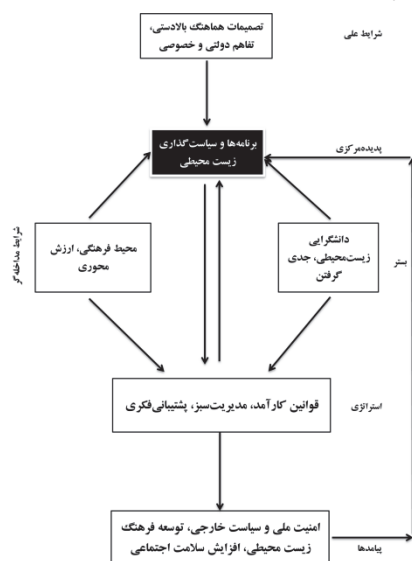 شرایط علی
تصمیمات هماهنگ بالادستی،
تفاهم دولتی و خصوصی
پدیده‌مرکزی
برنامه‌ها و سیاست‌گذاری
زیست محیطی
شرایط مداخله‌گر
محیط فرهنگی، ارزش
محوری
دانشگرایی
زیست‌محیطی، جدی
گرفتن
بستر
استراتژی
قوانین کارآمد، مدیریت‌سبز، پشتیبانی‌فکری
امنیت ملی و سیاست خارجی، توسعه فرهنگ
زیست محیطی، افزایش سلامت اجتماعی
پیامدها